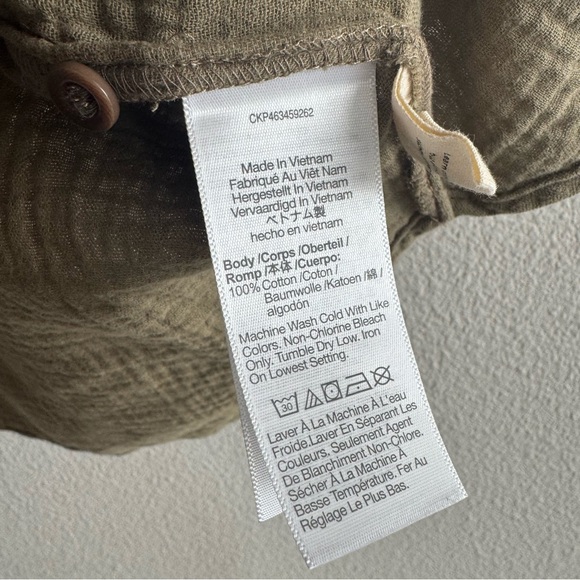 CKP463459262
Made In Vietnam
Fabriqué Au Viêt Nam
Hergestellt In Vietnam
Vervaardigd In Vietnam
ベトナム製
hecho en vietnam
Body /Corps /Oberteil /
Romp /本体 /Cuerpo:
100% Cotton /Coton /
Baumwolle /Katoen /綿 /
algodón
Machine Wash Cold With Like
Colors. Non-Chlorine Bleach
Only. Tumble Dry Low. Iron
On Lowest Setting.
30
Laver À La Machine À L'eau
Froide Laver En Séparant Les
Couleurs, Seulement Agent
De Blanchiment Non-Chlore.
Sécher À La Machine À
Basse Température. Fer Au
Réglage Le Plus Bas.